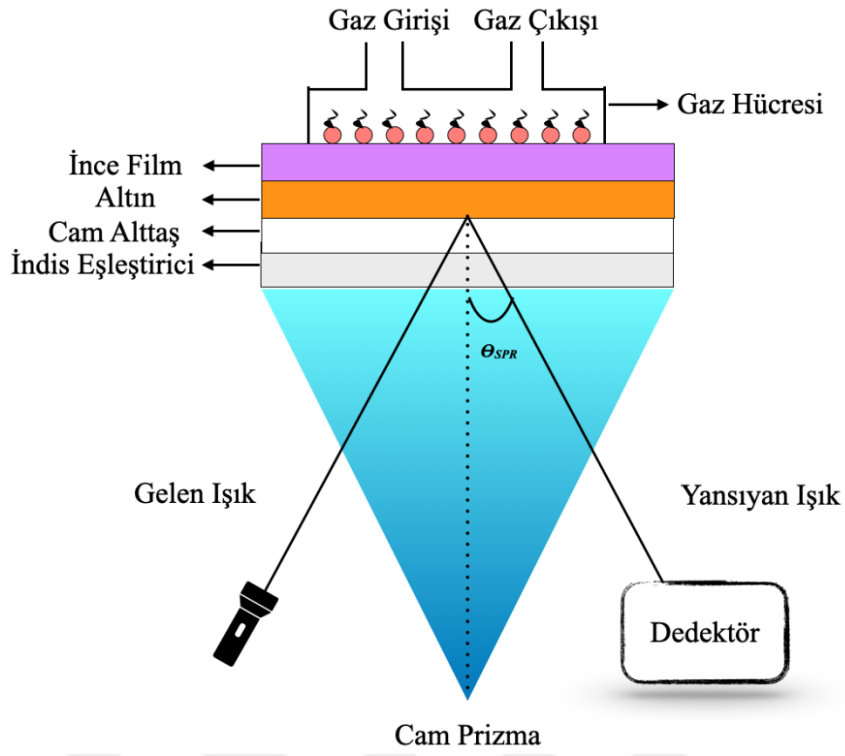 Gaz Girişi
Gaz Çıkışı
Gaz Hücresi
İnce Film
Altın
Cam Alttaş
İndis Eşleştirici
ΘSPR
Gelen Işık
Yansıyan Işık
Dedektör
Cam Prizma